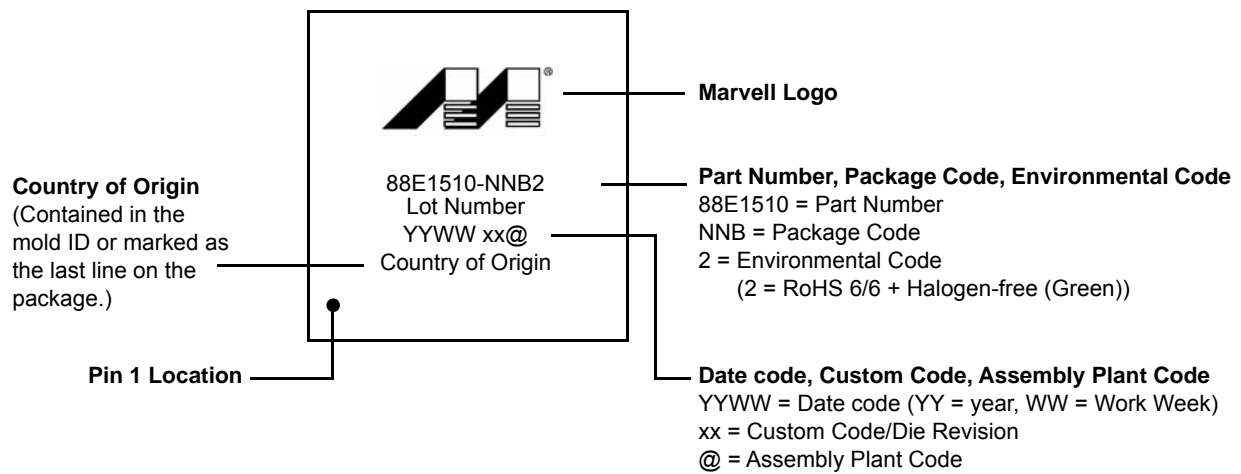 ®
Marvell Logo
88E1510-NNB2
Lot Number
YYWW xx@
Country of Origin
Country of Origin
(Contained in the
mold ID or marked as
the last line on the
package.)
Pin 1 Location
Part Number, Package Code, Environmental Code
88E1510 = Part Number
NNB = Package Code
2 = Environmental Code
(2 = RoHS 6/6 + Halogen-free (Green))
Date code, Custom Code, Assembly Plant Code
YYWW = Date code (YY = year, WW = Work Week)
xx = Custom Code/Die Revision
@ = Assembly Plant Code